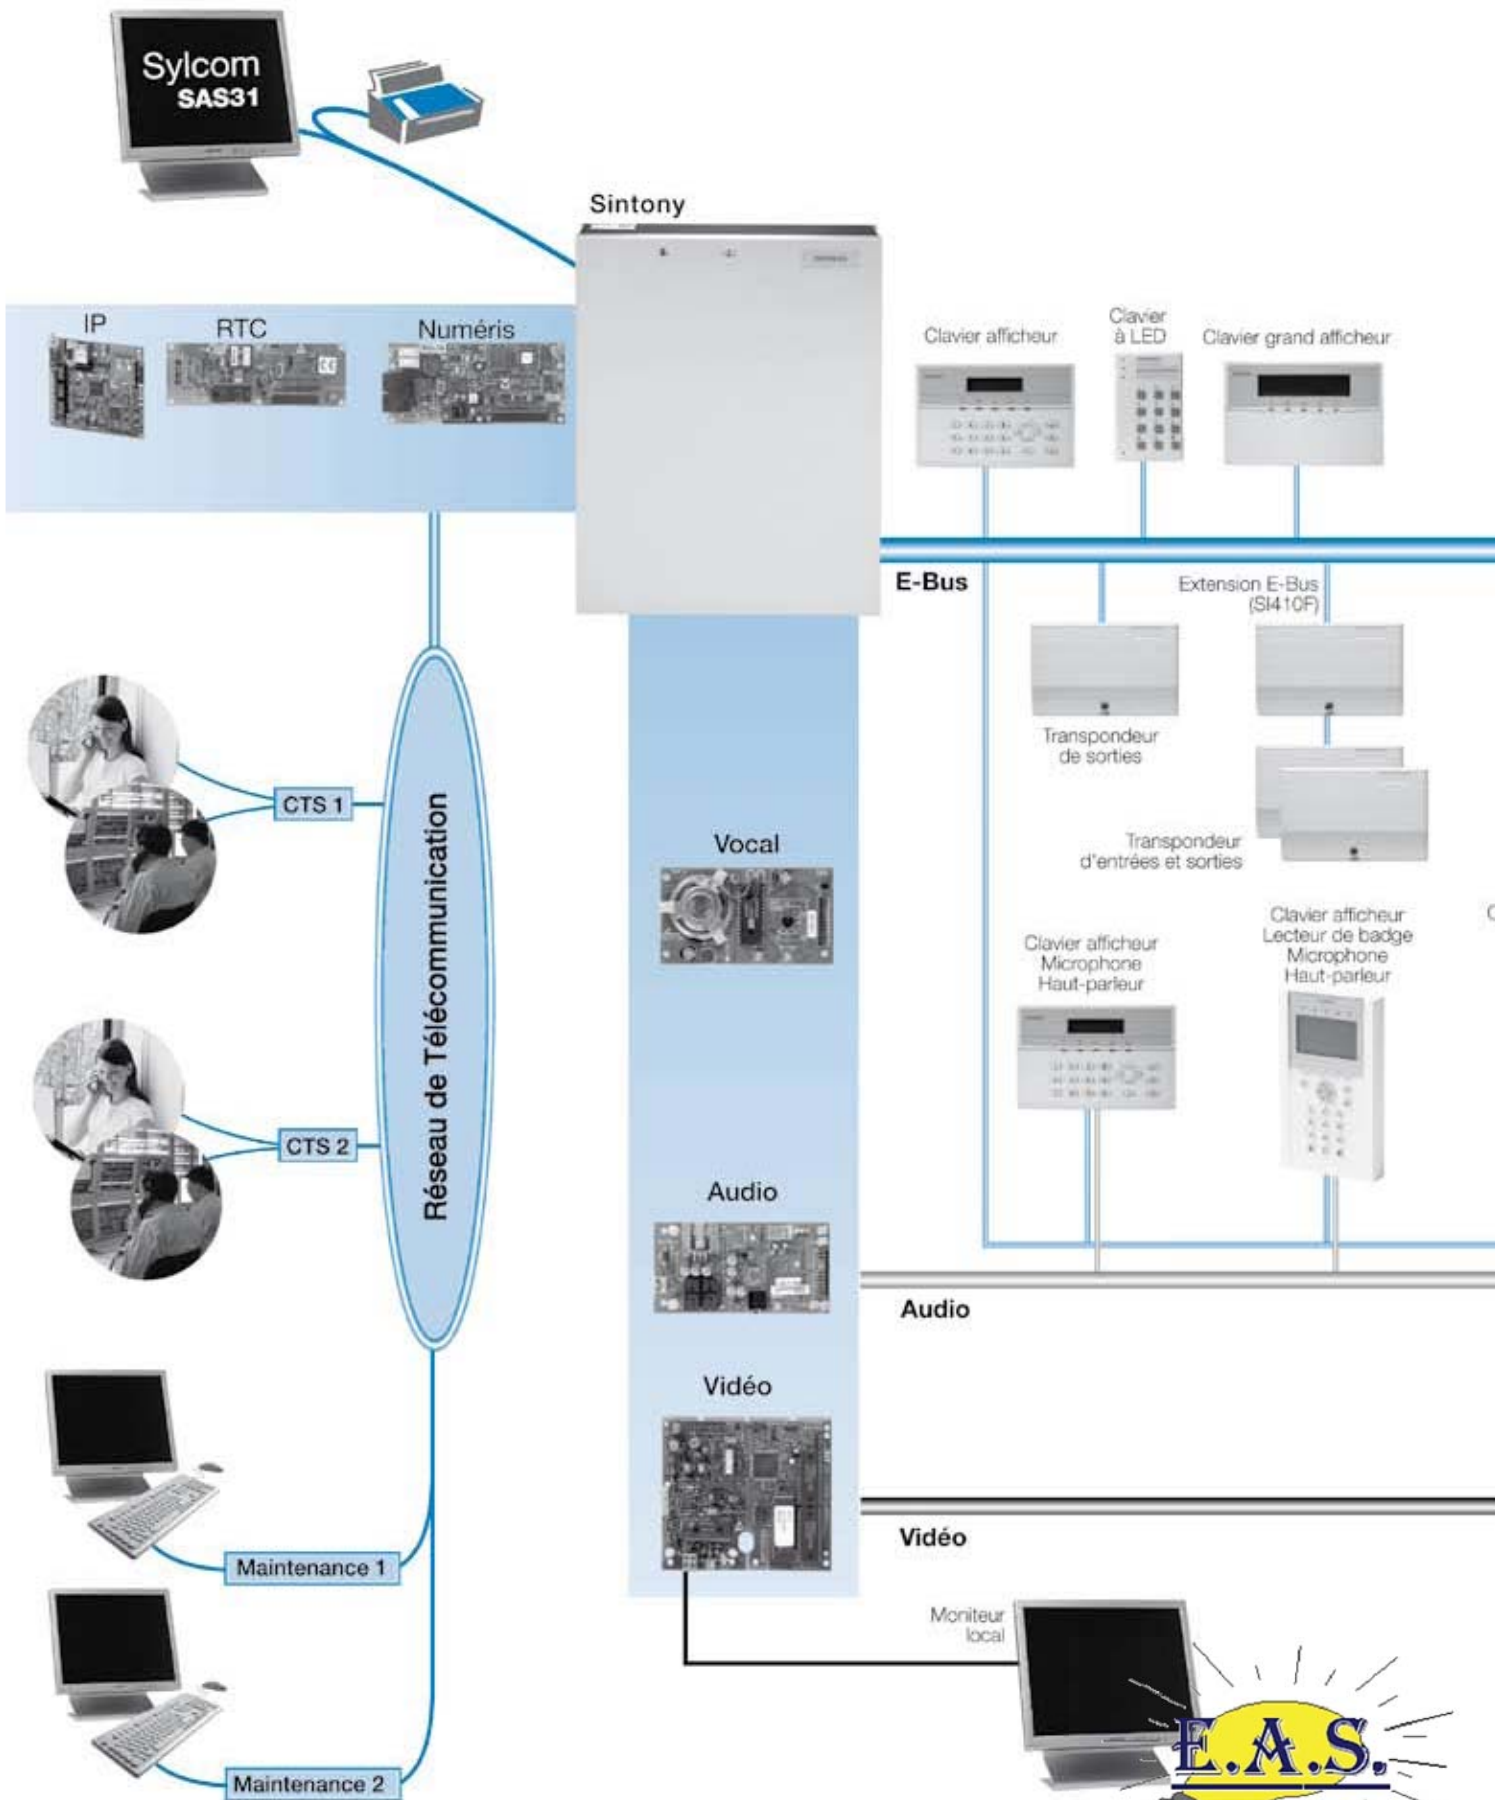 Sylcom
SAS31
Sintony
IP
RTC
Numéris
Clavier afficheur
Clavier
à LED
Clavier grand afficheur
E-Bus
Extension E-Bus
(SI410F)
Transpondeur
de sorties
Transpondeur
d'entrées et sorties
CTS 1
Réseau de Télécommunication
Vocal
Clavier afficheur
Microphone
Haut-parleur
Clavier afficheur
Lecteur de badge
Microphone
Haut-parleur
CTS 2
Audio
Audio
Vidéo
Vidéo
Maintenance 1
Moniteur
local
Maintenance 2
E.A.S.